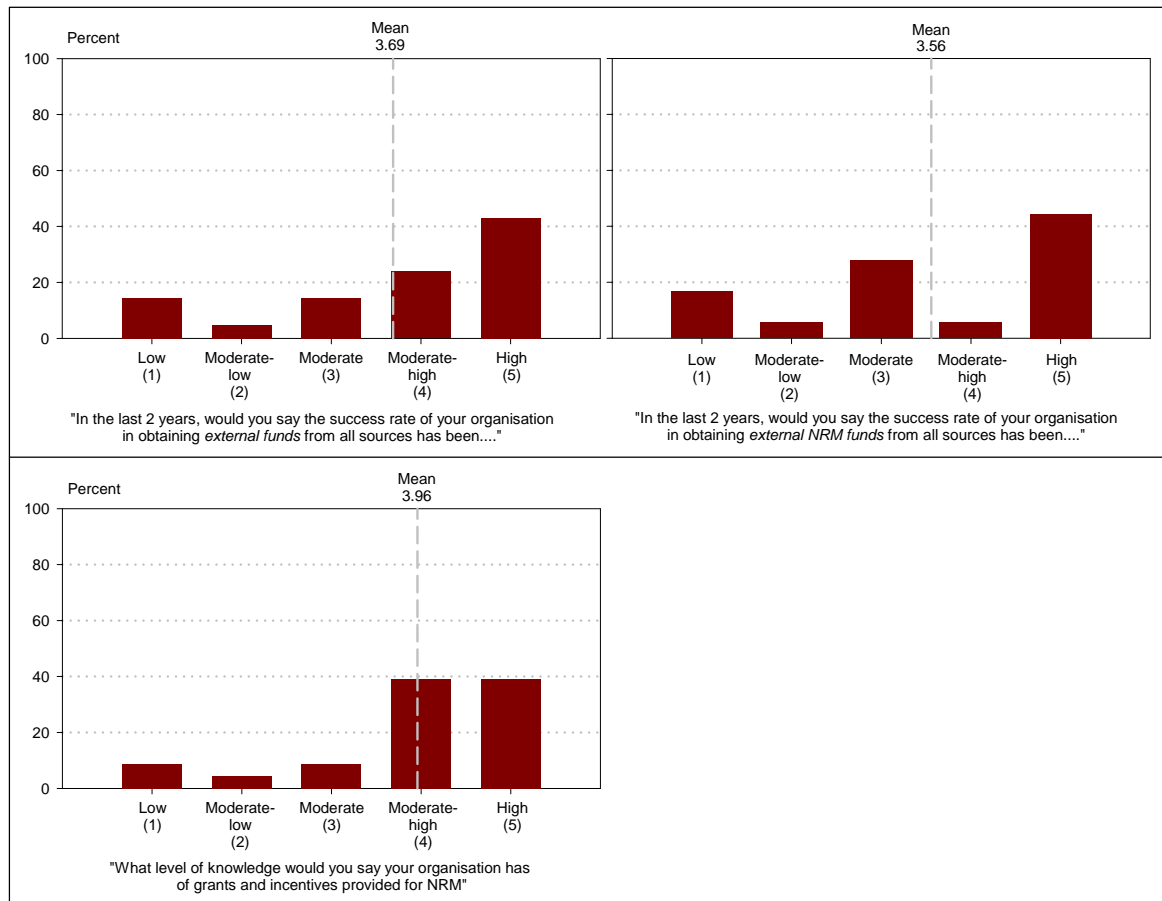 Percent
Mean
3.69
100
80
60
40
20
0
Low
(1)
Moderate-
low
(2)
Moderate
(3)
Moderate-
high
(4)
High
(5)
"In the last 2 years, would you say the success rate of your organisation
in obtaining external funds from all sources has been...."
Mean
3.56
Low
(1)
Moderate-
low
(2)
Moderate
(3)
Moderate-
high
(4)
High
(5)
"In the last 2 years, would you say the success rate of your organisation
in obtaining external NRM funds from all sources has been...."
Percent
Mean
3.96
100
80
60
40
20
0
Low
(1)
Moderate-
low
(2)
Moderate
(3)
Moderate-
high
(4)
High
(5)
"What level of knowledge would you say your organisation has
of grants and incentives provided for NRM"